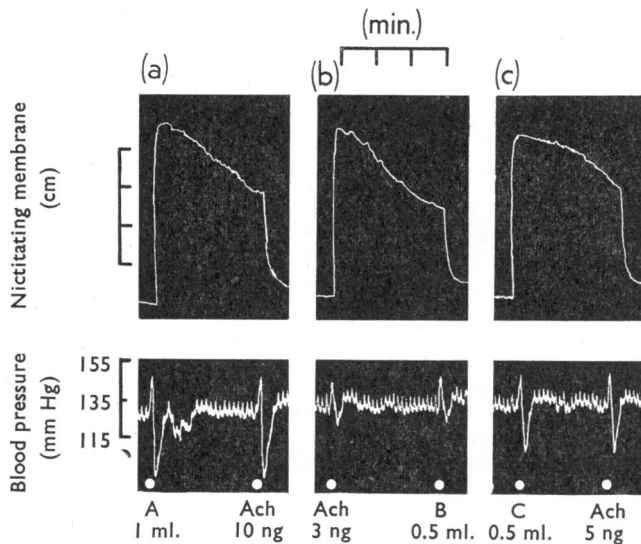 (min.)
(a)
(b)
(c)
Nictitating membrane
(cm)
Blood pressure
(mm Hg)
155
135
115
A
1 ml.
Ach
10 ng
Ach
3 ng
B
0.5 ml.
C
0.5 ml.
Ach
5 ng